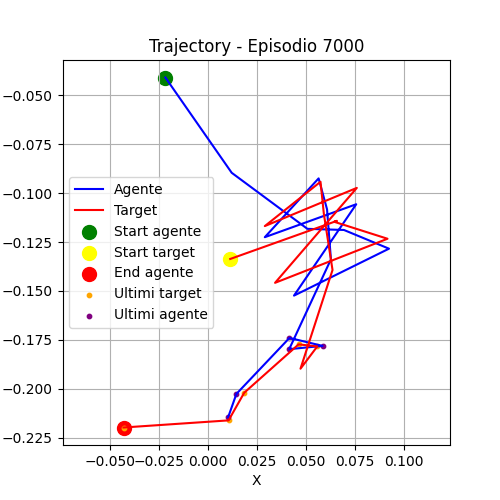 Trajectory - Episodio 7000
−0.050
−0.075
−0.100
−0.125
−0.150
−0.175
−0.200
−0.225
Agente
Target
Start agente
Start target
End agente
Ultimi target
Ultimi agente
−0.050 −0.025 0.000 0.025 0.050 0.075 0.100
X